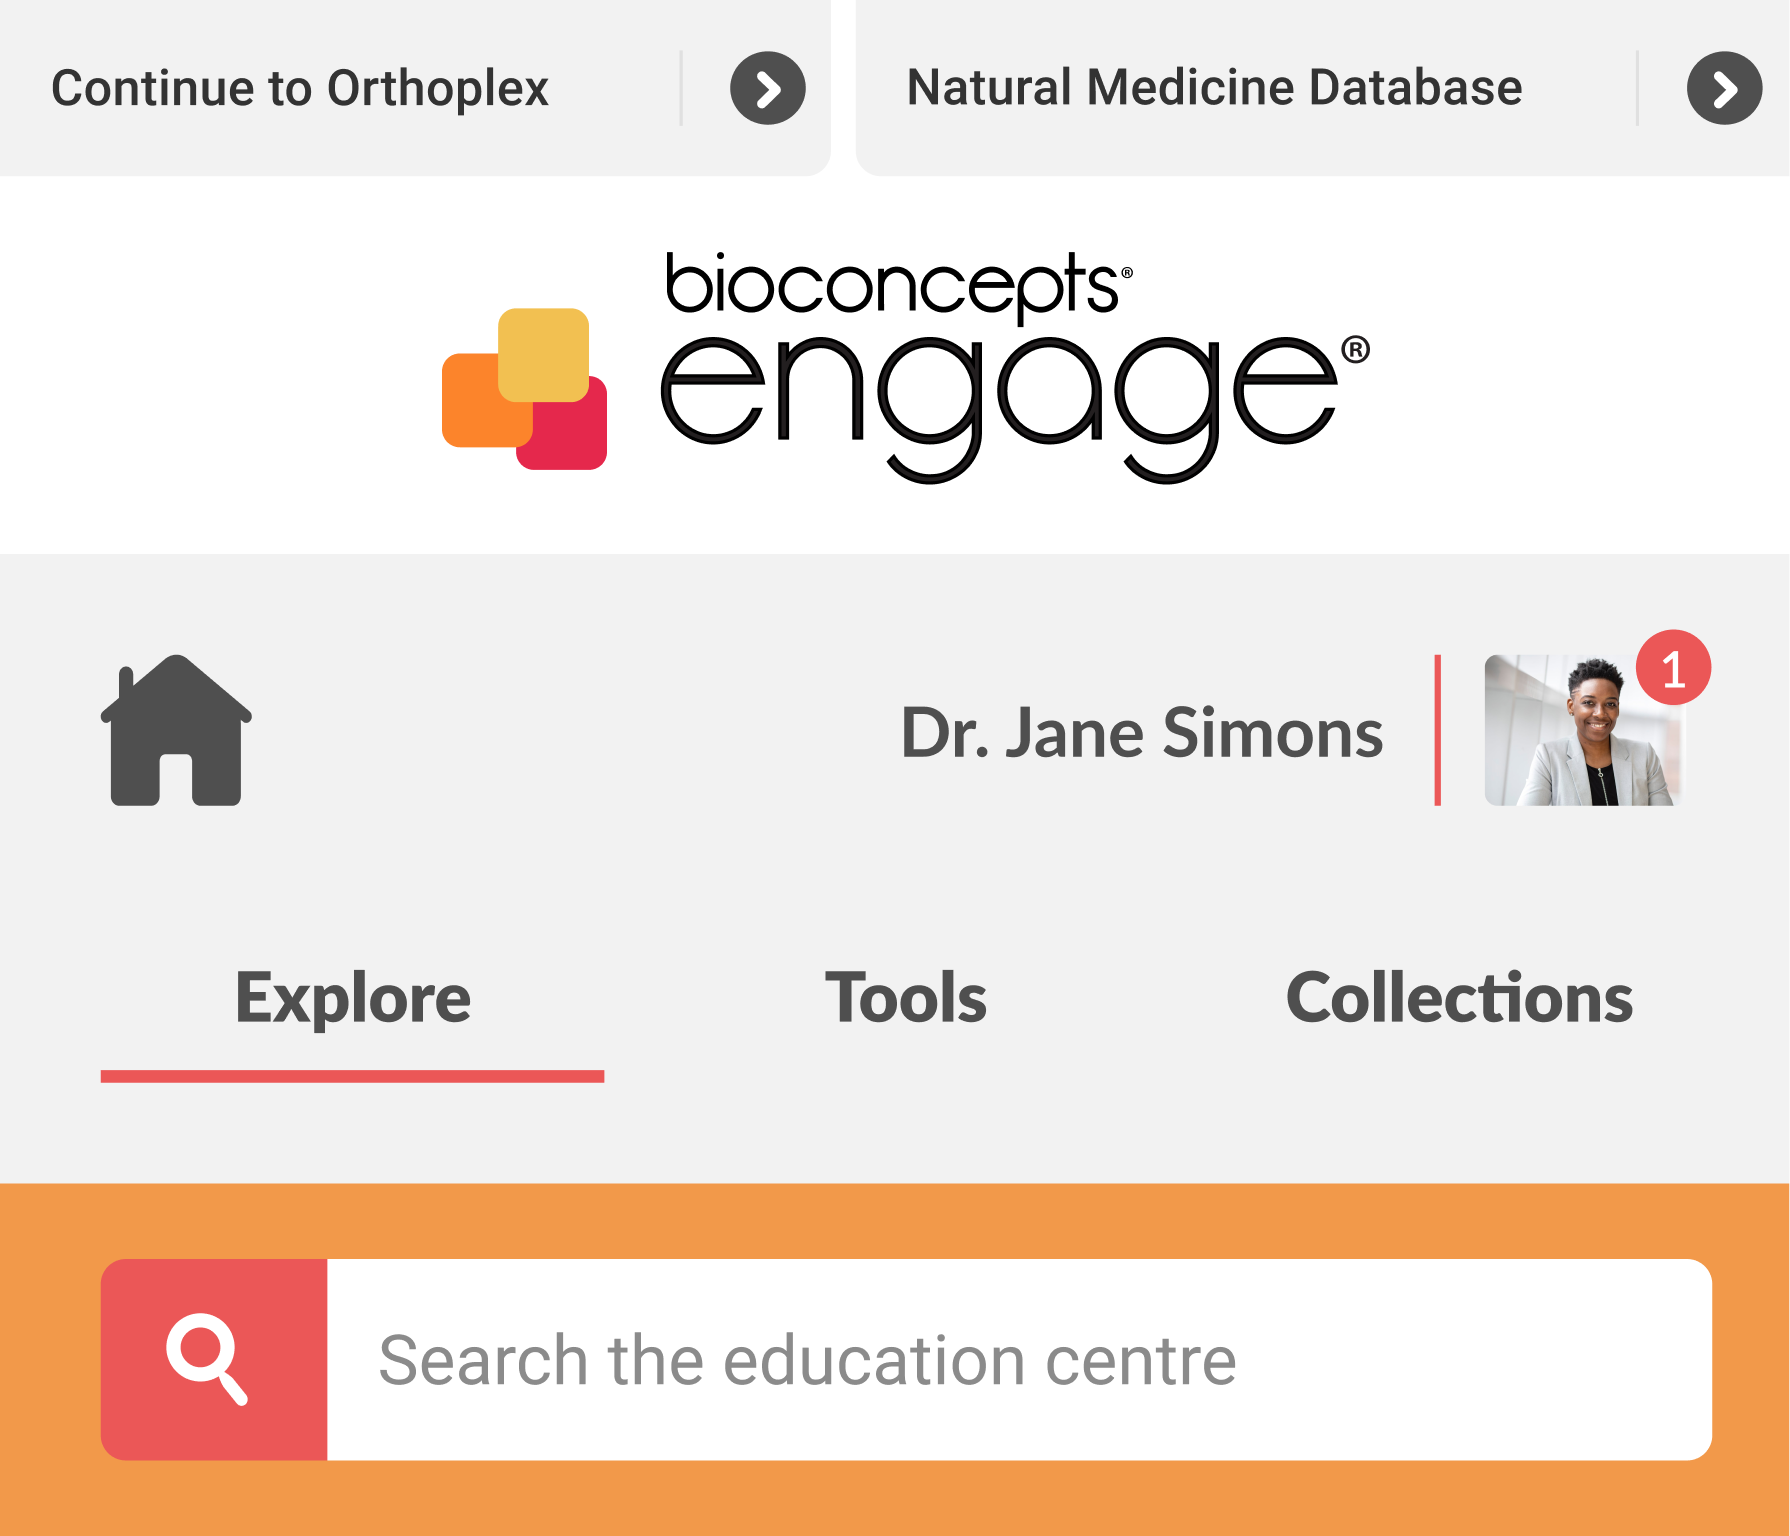 Continue to Orthoplex
Natural Medicine Database
bioconcepts®
engage®
1
Dr. Jane Simons
Explore
Tools
Collections
Search the education centre